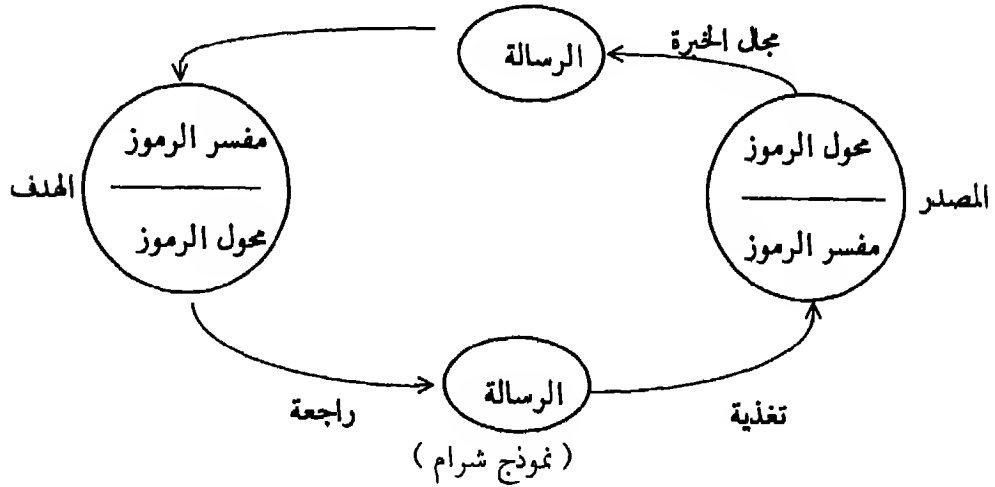 مجال الخبرة
الرسالة
محول الرموز
مفسر الرموز
المصدر
مفسر الرموز
محول الرموز
الهدف
الرسالة
تغذية
راجعة
( نموذج شرام )